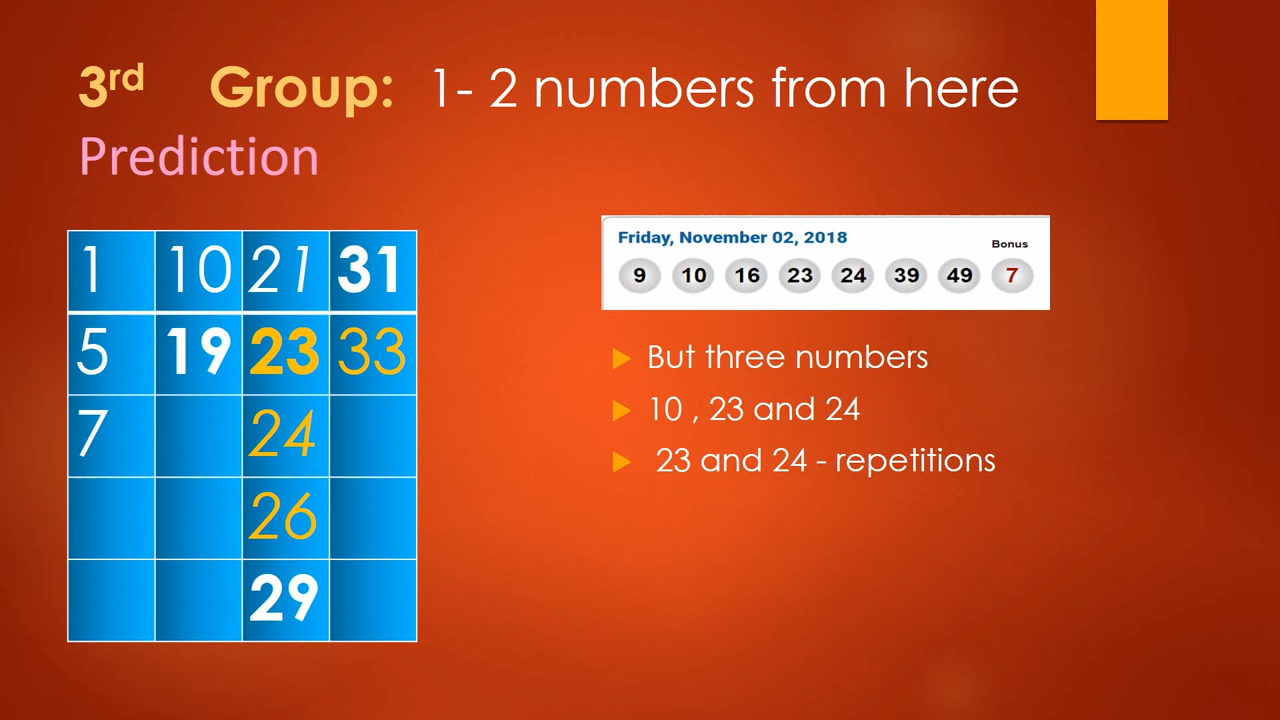 3rd Group: 1- 2 numbers from here
Prediction
1 10 21 31
5 19 23 33
7 24
26
29
Friday, November 02, 2018
Bonus
9 10 16 23 24 39 49 7
But three numbers
10 , 23 and 24
23 and 24 - repetitions